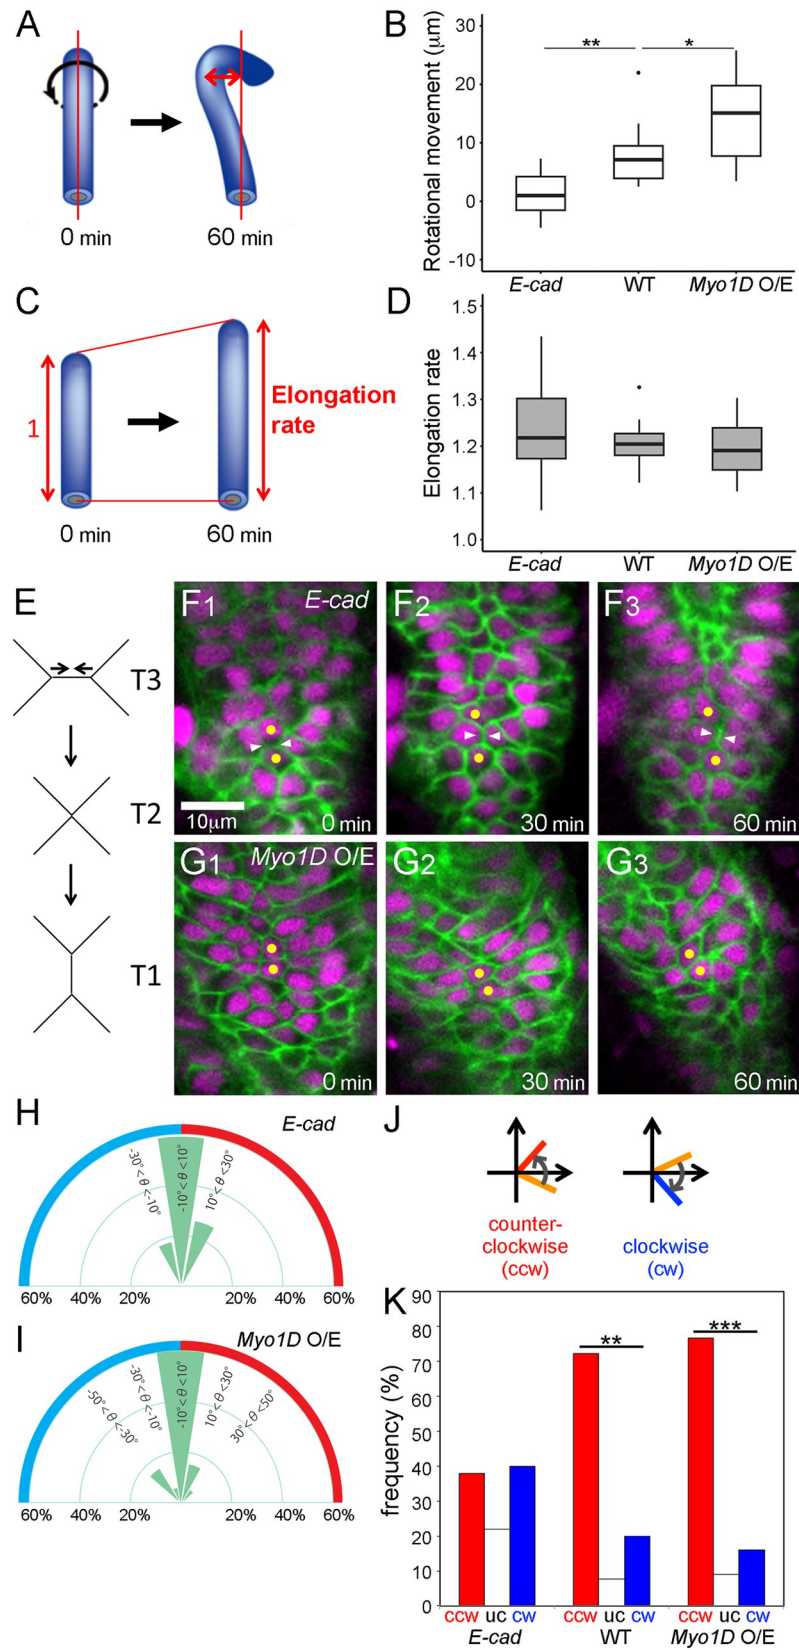 A
0 min
60 min
B
Rotational movement (μm)
30
20
10
0
-10
**
*
E-cad
WT
Myo1D O/E
C
1
Elongation
rate
0 min
60 min
D
Elongation rate
1.5
1.4
1.3
1.2
1.1
1.0
E-cad
WT
Myo1D O/E
E
T3
T2
T1
F1
E-cad
10μm
0 min
F2
30 min
F3
60 min
G1
Myo1D O/E
0 min
G2
30 min
G3
60 min
H
E-cad
-30°<θ<-10°
-10°<θ<10°
10°<θ<30°
60% 40% 20% 20% 40% 60%
I
Myo1D O/E
-50°<θ<-30°
-30°<θ<-10°
-10°<θ<10°
10°<θ<30°
30°<θ<50°
60% 40% 20% 20% 40% 60%
J
counter-
clockwise
(ccw)
clockwise
(cw)
K
frequency (%)
90
80
70
60
50
40
30
20
10
0
**
***
ccw uc cw
ccw uc cw
ccw uc cw
E-cad
WT
Myo1D O/E